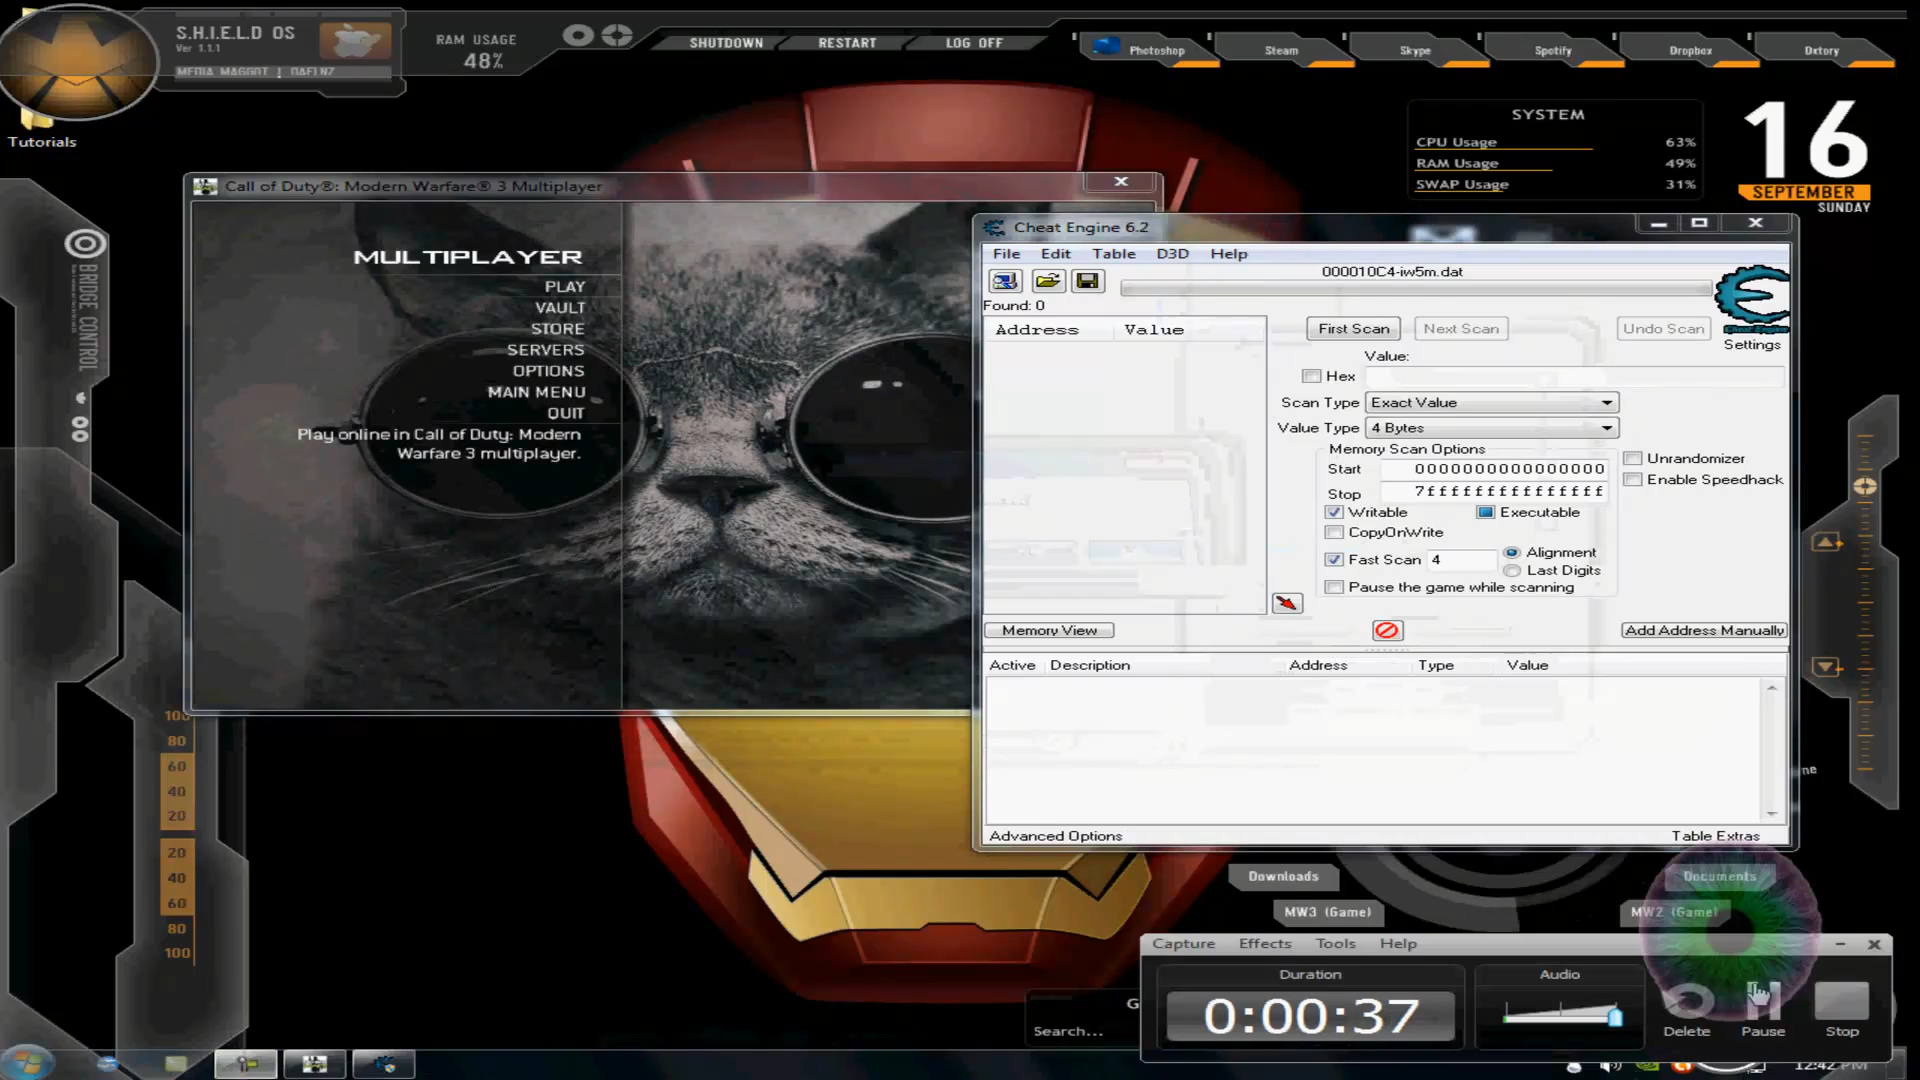 S.H.I.E.L.D OS
Ver 1.1.1
MEDIA MAGGOT | DAELNZ
RAM USAGE
48%
SHUTDOWN
RESTART
LOG OFF
Photoshop
Steam
Skype
Spotify
Dropbox
Dxtory
Tutorials
SYSTEM
CPU Usage 63%
RAM Usage 49%
SWAP Usage 31%
16
SEPTEMBER
SUNDAY
BRIDGE CONTROL
Call of Duty®: Modern Warfare® 3 Multiplayer
MULTIPLAYER
PLAY
VAULT
STORE
SERVERS
OPTIONS
MAIN MENU
QUIT
Play online in Call of Duty: Modern
Warfare 3 multiplayer.
Cheat Engine 6.2
File Edit Table D3D Help
000010C4-iw5m.dat
Found: 0
Address Value
First Scan Next Scan Undo Scan
Cheat Engine
Settings
Value:
Hex
Scan Type Exact Value
Value Type 4 Bytes
Memory Scan Options
Start 0000000000000000
Stop 7fffffffffffffff
Unrandomizer
Enable Speedhack
Writable Executable
CopyOnWrite
Fast Scan 4
Alignment
Last Digits
Pause the game while scanning
Memory View
Add Address Manually
Active Description Address Type Value
Advanced Options Table Extras
100
80
60
40
20
20
40
60
80
100
Downloads
Documents
MW3 (Game)
MW2 (Game)
Search...
Capture Effects Tools Help
Duration
0:00:37
Audio
Delete
Pause
Stop
12:42 PM